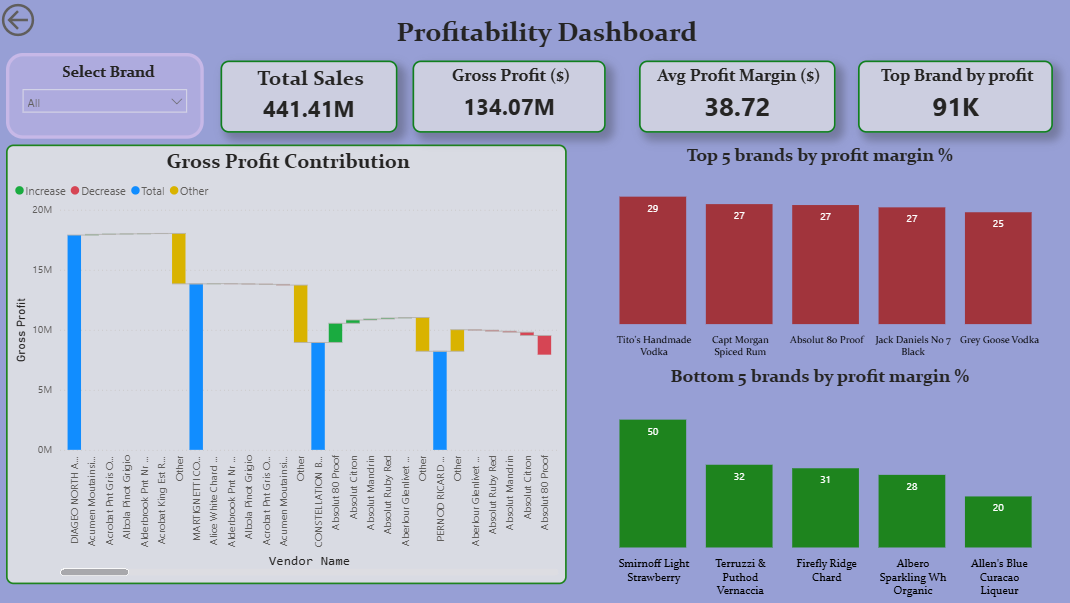 Profitability Dashboard
Select Brand
All
Total Sales
441.41M
Gross Profit ($)
134.07M
Avg Profit Margin ($)
38.72
Top Brand by profit
91K
Gross Profit Contribution
Increase Decrease Total Other
20M
15M
10M
5M
0M
Gross Profit
DIAGEO NORTH A...
Acumen Moutainsi...
Acrobat Pnt Gris O...
Albola Pinot Grigio
Alderbrook Pnt Nr ...
Acrobat King Est R...
Other
MARTIGNETTI CO...
Alice White Chard ...
Alderbrook Pnt Nr ...
Albola Pinot Grigio
Acrobat Pnt Gris O...
Acumen Moutainsi...
Other
CONSTELLATION B...
Absolut 80 Proof
Absolut Citron
Absolut Mandrin
Absolut Ruby Red
Aberlour Glenlivet ...
Other
PERNOD RICARD ...
Other
Aberlour Glenlivet ...
Absolut Ruby Red
Absolut Mandrin
Absolut Citron
Absolut 80 Proof
Vendor Name
Top 5 brands by profit margin %
29
27
27
27
25
Tito's Handmade
Vodka
Capt Morgan
Spiced Rum
Absolut 80 Proof
Jack Daniels No 7
Black
Grey Goose Vodka
Bottom 5 brands by profit margin %
50
32
31
28
20
Smirnoff Light
Strawberry
Terruzzi &
Puthod
Vernaccia
Firefly Ridge
Chard
Albero
Sparkling Wh
Organic
Allen's Blue
Curacao
Liqueur